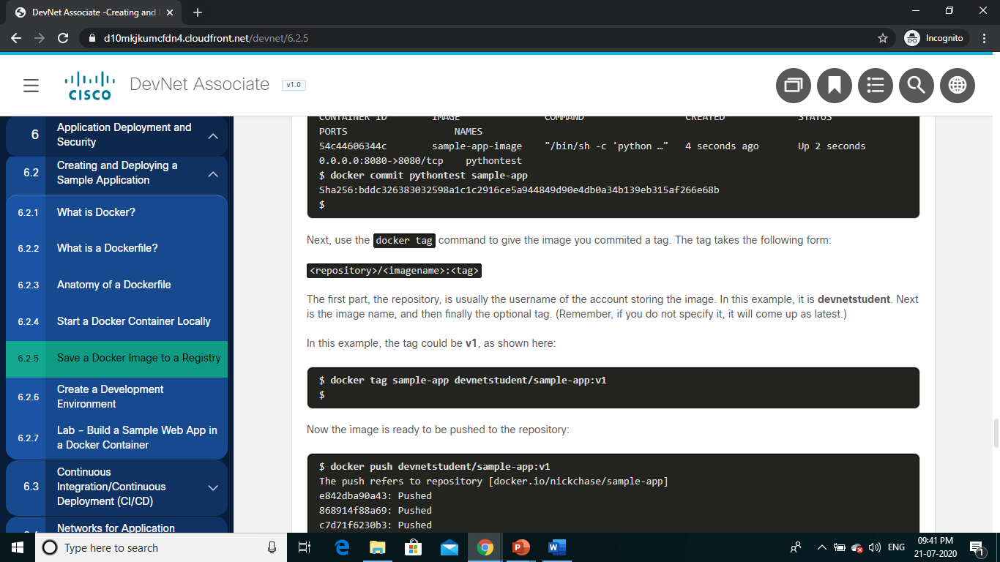 DevNet Associate -Creating and
d10mkjkumcfdn4.cloudfront.net/devnet/6.2.5
Incognito
CISCO
DevNet Associate
v1.0
6
Application Deployment and
Security
6.2
Creating and Deploying a
Sample Application
6.2.1
What is Docker?
6.2.2
What is a Dockerfile?
6.2.3
Anatomy of a Dockerfile
6.2.4
Start a Docker Container Locally
6.2.5
Save a Docker Image to a Registry
6.2.6
Create a Development
Environment
6.2.7
Lab – Build a Sample Web App in
a Docker Container
6.3
Continuous
Integration/Continuous
Deployment (CI/CD)
Networks for Application
CONTAINER ID IMAGE COMMAND CREATED STATUS
PORTS NAMES
54c44606344c sample-app-image "/bin/sh -c 'python …" 4 seconds ago Up 2 seconds
0.0.0.0:8080->8080/tcp pythontest
$ docker commit pythontest sample-app
Sha256:bddc326383032598a1c1c2916ce5a944849d90e4db0a34b139eb315af266e68b
$
Next, use the docker tag command to give the image you commited a tag. The tag takes the following form:
<repository>/<imagename>:<tag>
The first part, the repository, is usually the username of the account storing the image. In this example, it is devnetstudent. Next
is the image name, and then finally the optional tag. (Remember, if you do not specify it, it will come up as latest.)
In this example, the tag could be v1, as shown here:
$ docker tag sample-app devnetstudent/sample-app:v1
$
Now the image is ready to be pushed to the repository:
$ docker push devnetstudent/sample-app:v1
The push refers to repository [docker.io/nickchase/sample-app]
e842dba90a43: Pushed
868914f88a69: Pushed
c7d71f6230b3: Pushed
Type here to search
ENG
09:41 PM
21-07-2020
1